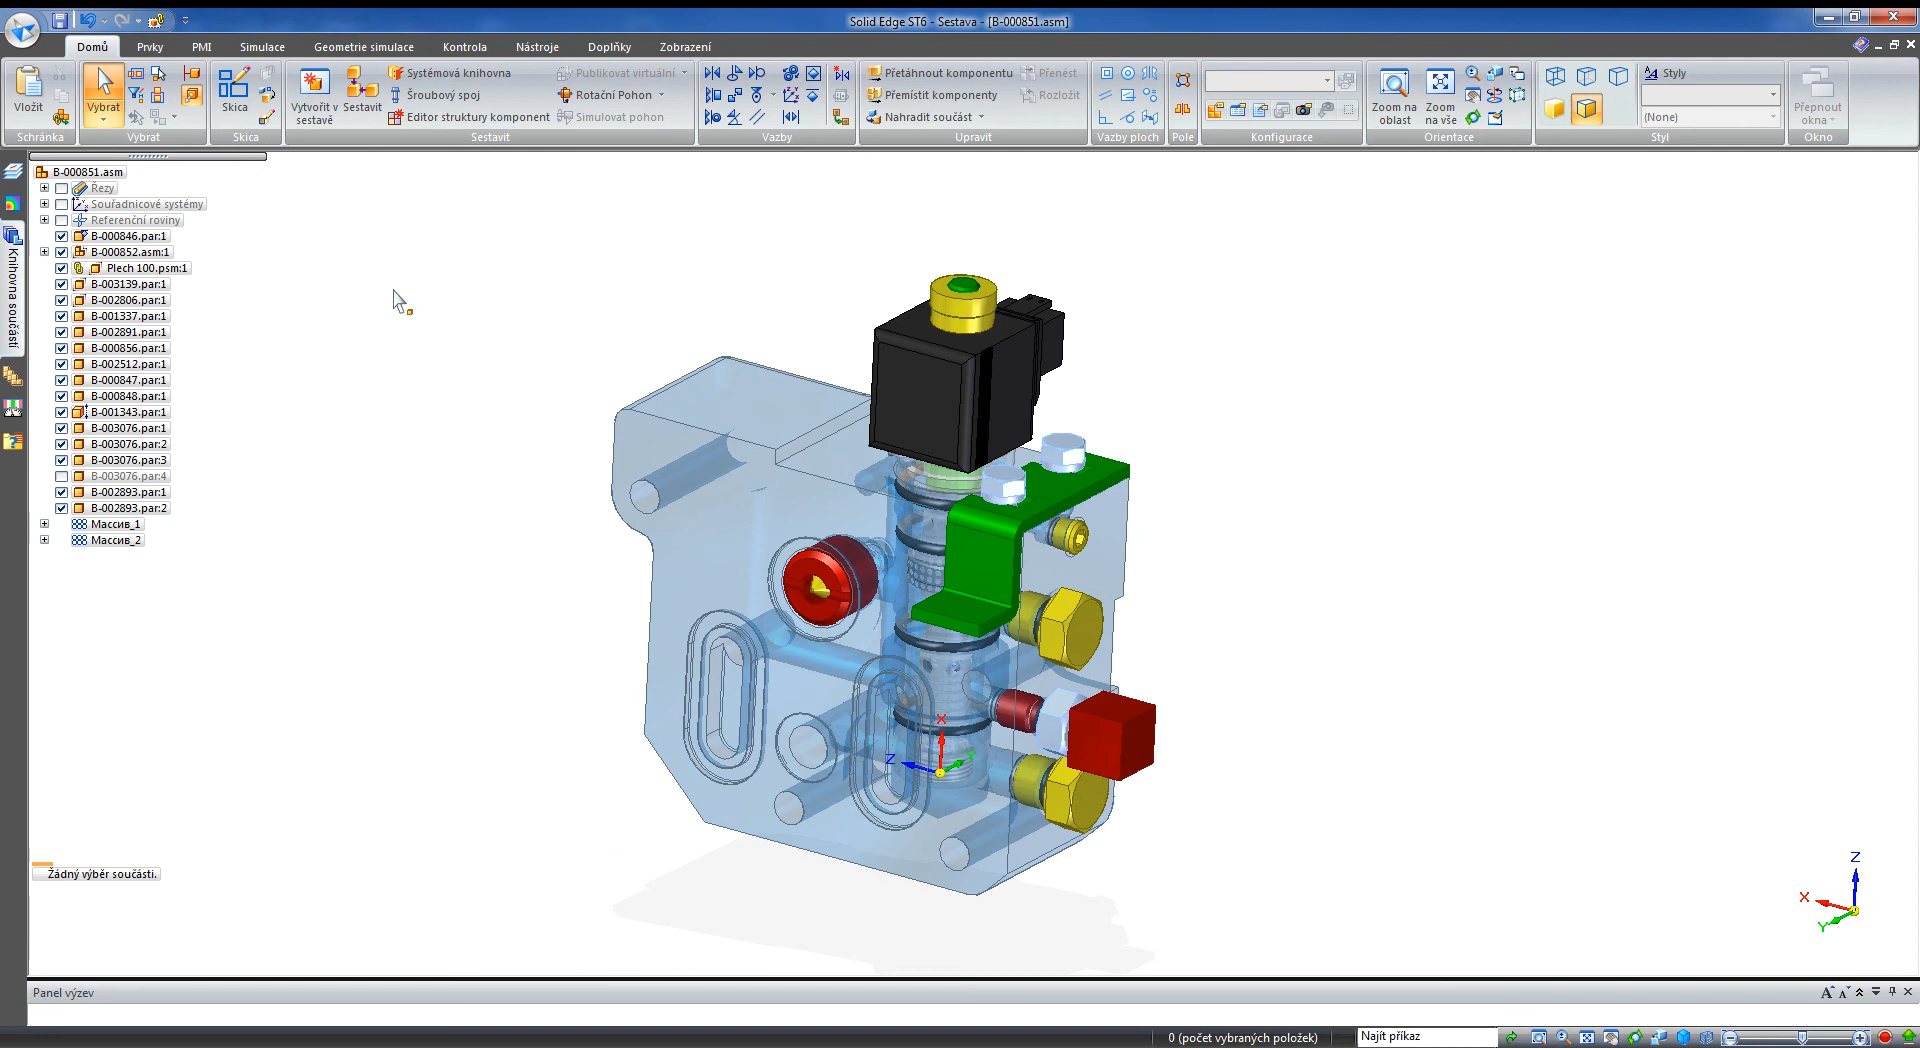 Solid Edge ST6 - Sestava - [B-000851.asm]
Domů Prvky PMI Simulace Geometrie simulace Kontrola Nástroje Doplňky Zobrazení
Vložit
Schránka
Vybrat
Vybrat
Skica
Skica
Vytvořit v sestavě
Sestavit
Systémová knihovna
Šroubový spoj
Editor struktury komponent
Publikovat virtuální
Rotační Pohon
Simulovat pohon
Sestavit
Vazby
Přetáhnout komponentu
Přemístit komponenty
Nahradit součást
Přenést
Rozložit
Upravit
Vazby ploch
Pole
Konfigurace
Zoom na oblast
Zoom na vše
Orientace
Styly
(None)
Styl
Přepnout okna
Okno
Knihovna součástí
B-000851.asm
Řezy
Souřadnicové systémy
Referenční roviny
B-000846.par:1
B-000852.asm:1
Plech 100.psm:1
B-003139.par:1
B-002806.par:1
B-001337.par:1
B-002891.par:1
B-000856.par:1
B-002512.par:1
B-000847.par:1
B-000848.par:1
B-001343.par:1
B-003076.par:1
B-003076.par:2
B-003076.par:3
B-003076.par:4
B-002893.par:1
B-002893.par:2
Массив_1
Массив_2
Žádný výběr součásti.
X
Z
Y
Z
X
Y
Panel výzev
0 (počet vybraných položek)
Najít příkaz